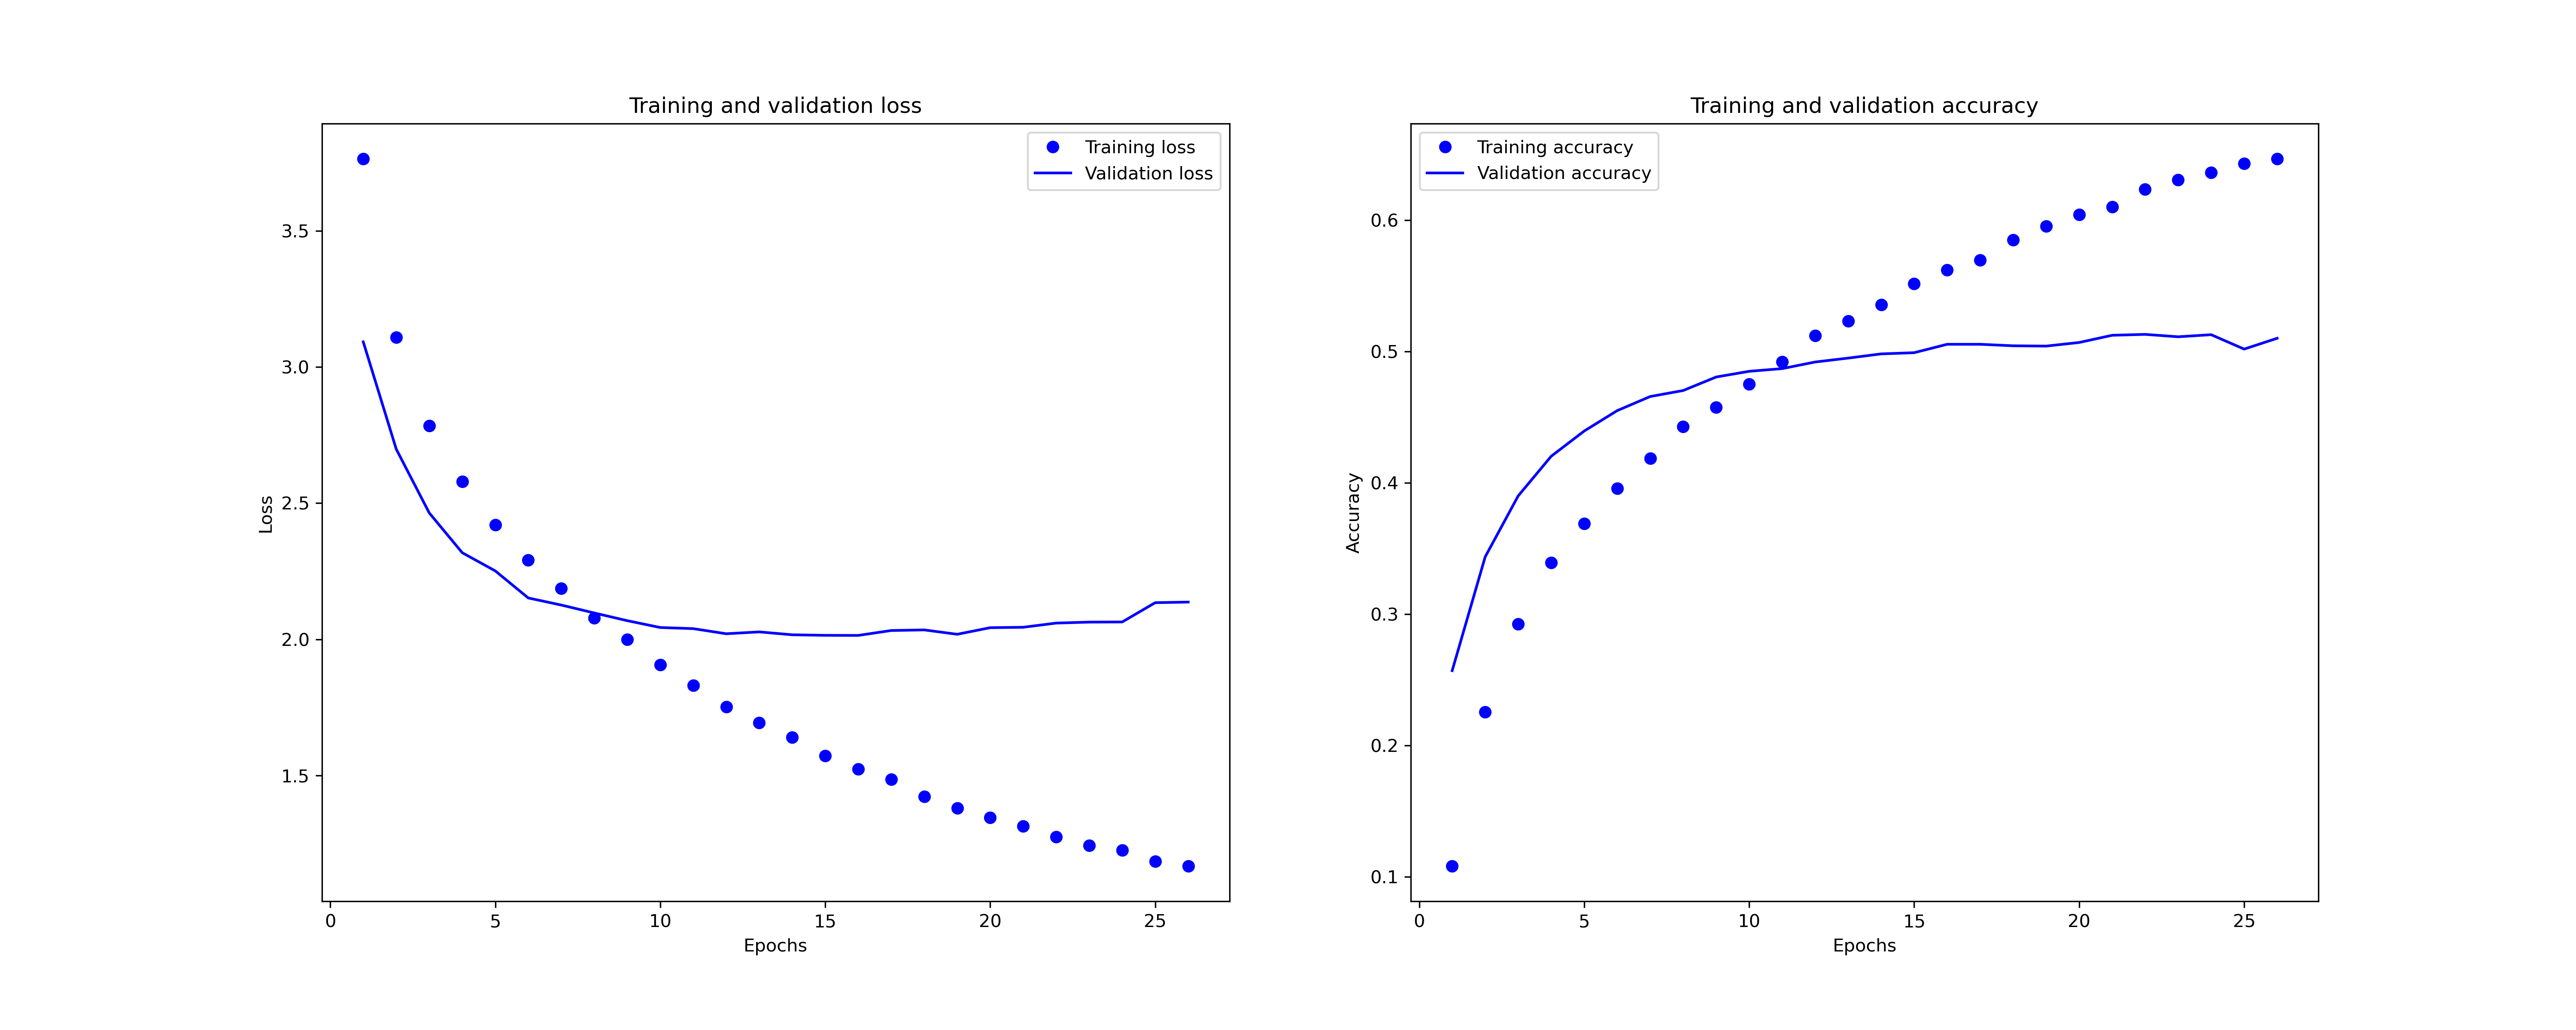 Training and validation loss
Training loss
Validation loss
3.5
3.0
2.5
2.0
1.5
Loss
0 5 10 15 20 25
Epochs
Training and validation accuracy
Training accuracy
Validation accuracy
0.6
0.5
0.4
0.3
0.2
0.1
Accuracy
0 5 10 15 20 25
Epochs